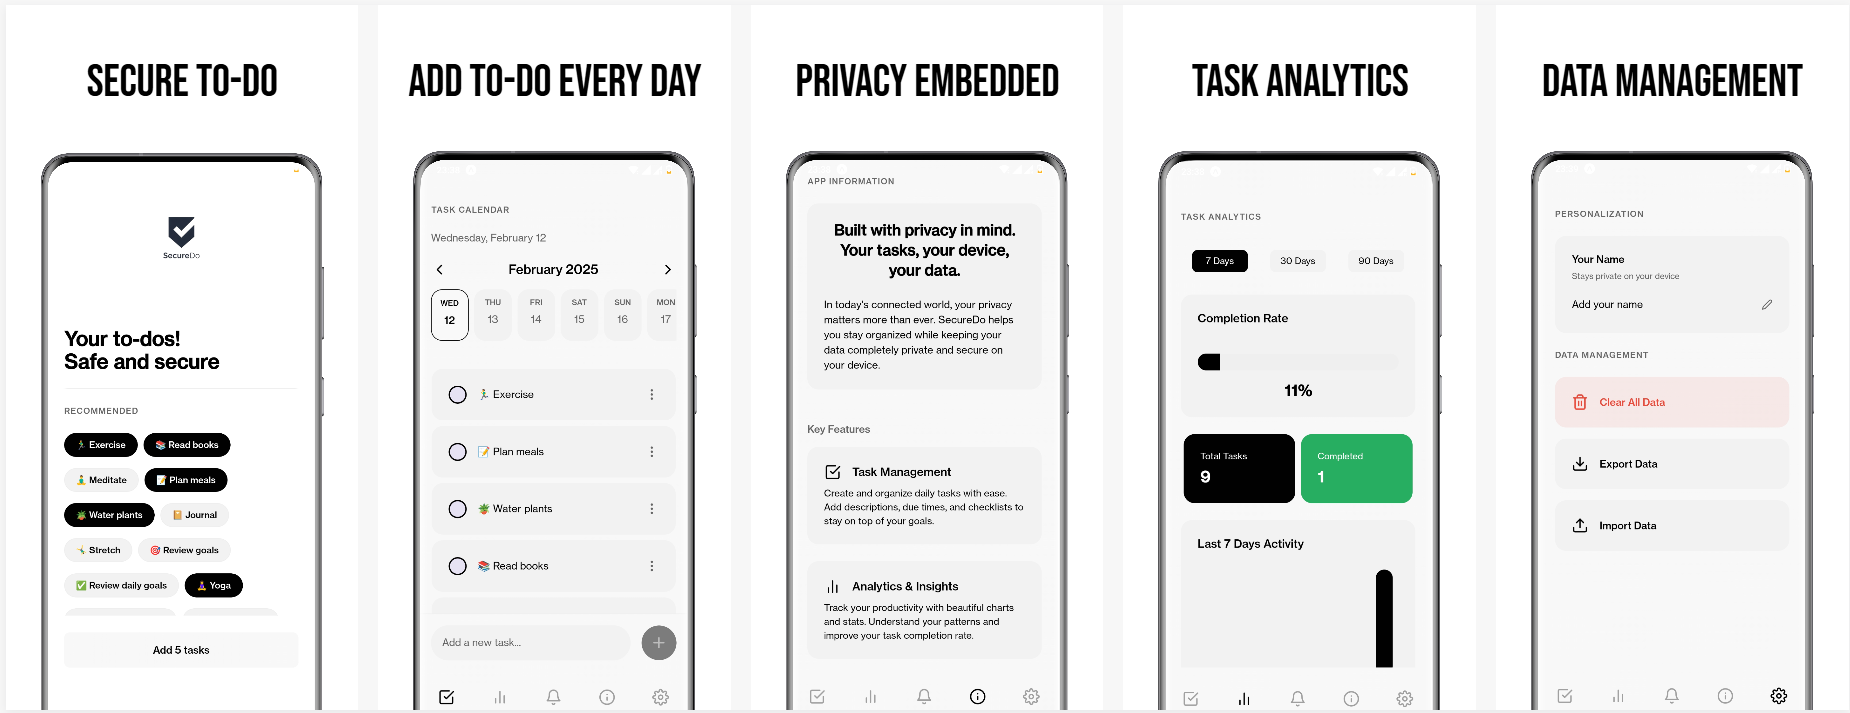 SECURE TO-DO
SecureDo
Your to-dos!
Safe and secure
RECOMMENDED
Exercise
Read books
Meditate
Plan meals
Water plants
Journal
Stretch
Review goals
Review daily goals
Yoga
Add 5 tasks
ADD TO-DO EVERY DAY
TASK CALENDAR
Wednesday, February 12
February 2025
WED THU FRI SAT SUN MON
12 13 14 15 16 17
Exercise
Plan meals
Water plants
Read books
Add a new task...
PRIVACY EMBEDDED
APP INFORMATION
Built with privacy in mind.
Your tasks, your device,
your data.
In today's connected world, your privacy
matters more than ever. SecureDo helps
you stay organized while keeping your
data completely private and secure on
your device.
Key Features
Task Management
Create and organize daily tasks with ease.
Add descriptions, due times, and checklists to
stay on top of your goals.
Analytics & Insights
Track your productivity with beautiful charts
and stats. Understand your patterns and
improve your task completion rate.
TASK ANALYTICS
TASK ANALYTICS
7 Days 30 Days 90 Days
Completion Rate
11%
Total Tasks
9
Completed
1
Last 7 Days Activity
DATA MANAGEMENT
PERSONALIZATION
Your Name
Stays private on your device
Add your name
DATA MANAGEMENT
Clear All Data
Export Data
Import Data